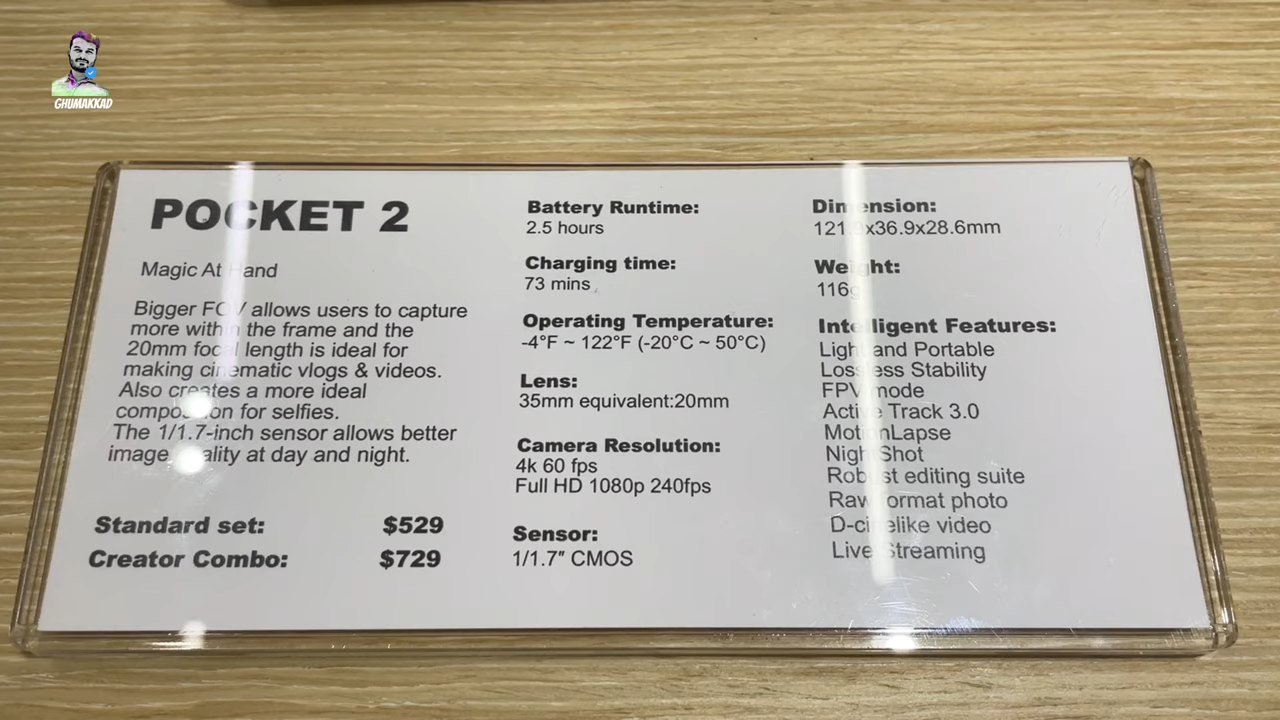 GHUMAKKAD
POCKET 2
Magic At Hand
Bigger FOV allows users to capture
more within the frame and the
20mm focal length is ideal for
making cinematic vlogs & videos.
Also creates a more ideal
composition for selfies.
The 1/1.7-inch sensor allows better
image quality at day and night.
Standard set: $529
Creator Combo: $729
Battery Runtime:
2.5 hours
Charging time:
73 mins
Operating Temperature:
-4°F ~ 122°F (-20°C ~ 50°C)
Lens:
35mm equivalent:20mm
Camera Resolution:
4k 60 fps
Full HD 1080p 240fps
Sensor:
1/1.7" CMOS
Dimension:
121.9x36.9x28.6mm
Weight:
116g
Intelligent Features:
Light and Portable
Lossless Stability
FPV mode
Active Track 3.0
MotionLapse
NightShot
Robust editing suite
Raw format photo
D-cinelike video
Live Streaming